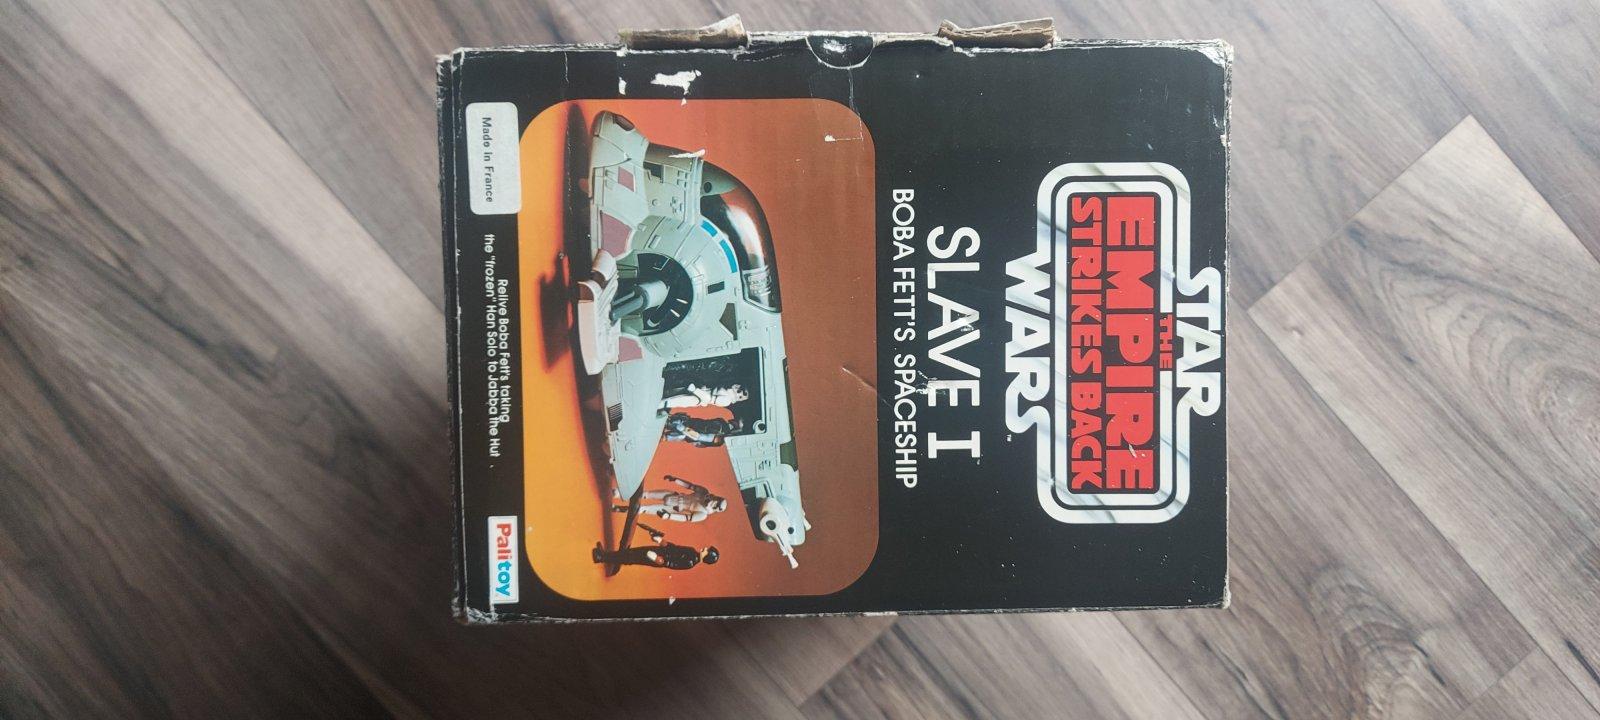 STAR
THE
EMPIRE
STRIKES BACK
WARS™
SLAVE I
BOBA FETT'S SPACESHIP
Made in France
Relive Boba Fett's taking
the "frozen" Han Solo to Jabba the Hut.
Palitoy